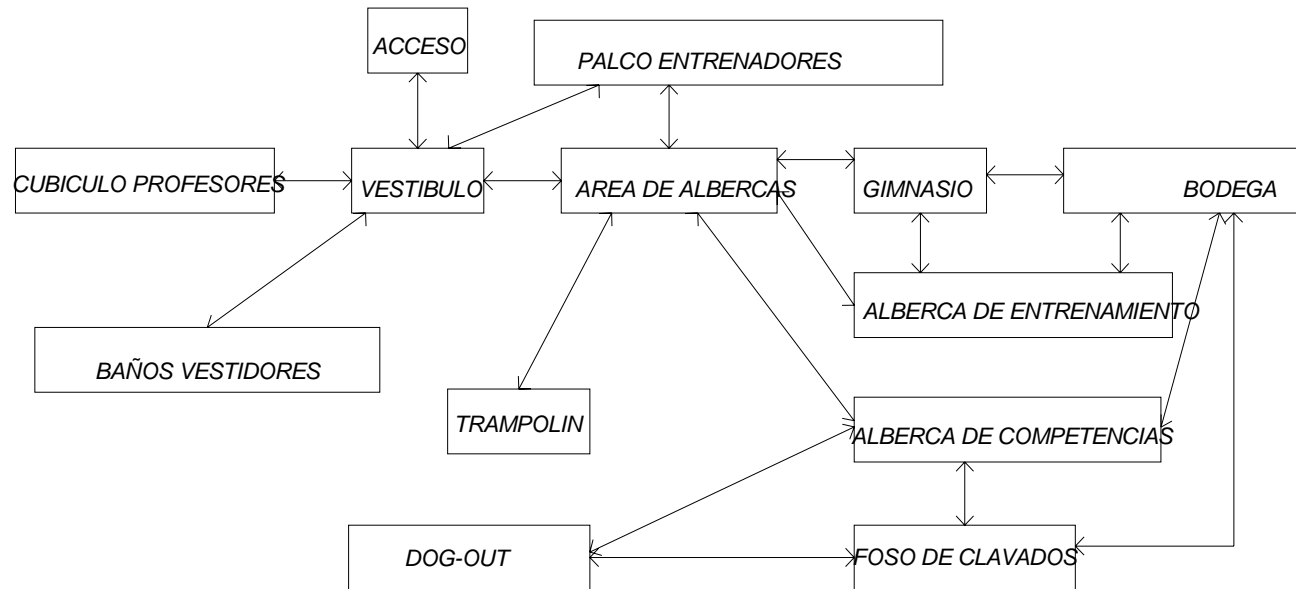 ACCESO
PALCO ENTRENADORES
CUBICULO PROFESORES
VESTIBULO
AREA DE ALBERCAS
GIMNASIO
BODEGA
ALBERCA DE ENTRENAMIENTO
BAÑOS VESTIDORES
TRAMPOLIN
ALBERCA DE COMPETENCIAS
DOG-OUT
FOSO DE CLAVADOS